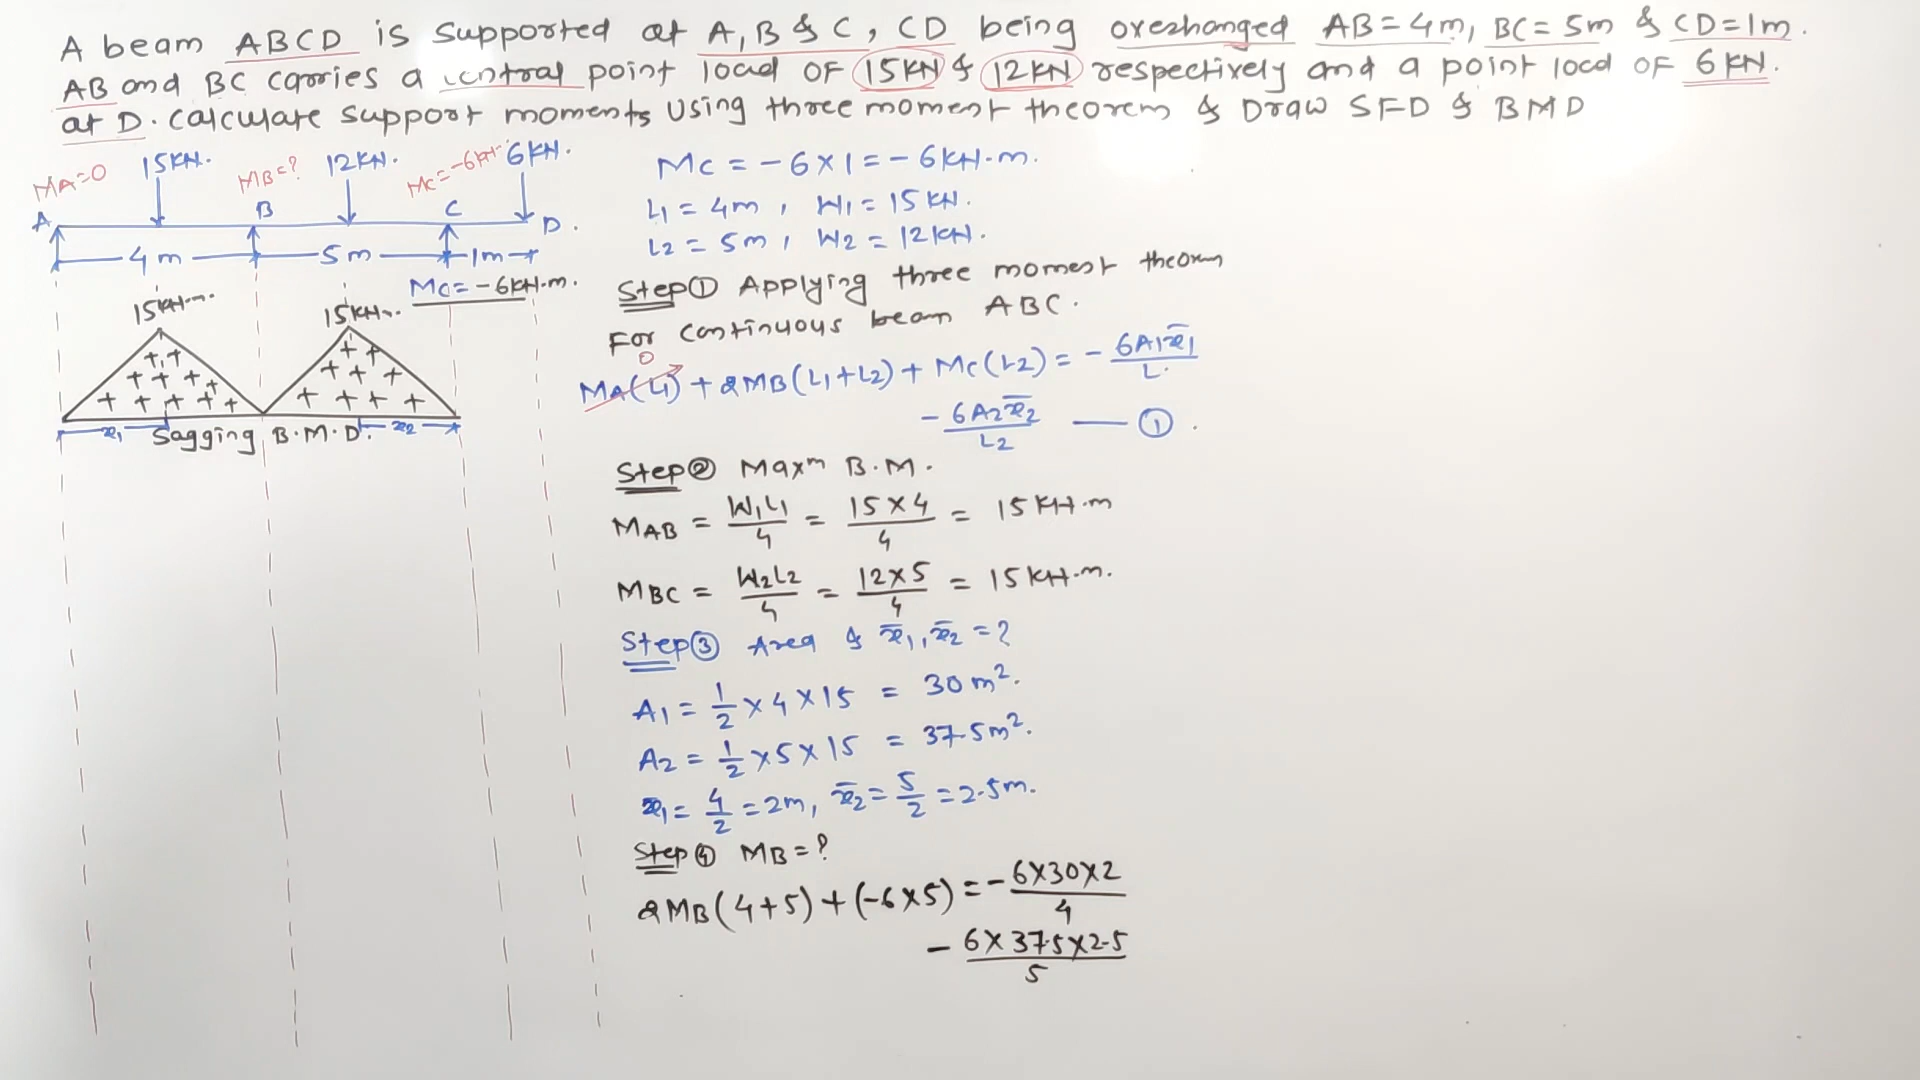 A beam ABCD is supported at A, B & C, CD being overhanged AB = 4m, BC = 5m & CD = 1m.
AB and BC carries a central point load OF 15KN & 12KN respectively and a point load OF 6KN.
at D. calculate support moments Using three moment theorem & Draw SFD & BMD
MA=0 15KN. MB=? 12KN. MC=-6KN- 6KN.
A B C D.
4m 5m 1m
MC = -6KN.m.
15KN.m. 15KN.m.
x1 Sagging B.M.D. x2
MC = -6×1 = -6KN.m.
L1 = 4m , W1 = 15KN.
L2 = 5m , W2 = 12KN.
Step① Applying three moment theorem
For continuous beam ABC.
0
MA(L1) + 2MB(L1+L2) + MC(L2) = - 6A1x̄1 / L.
- 6A2x̄2 / L2 — ① .
Step② Maxᵐ B.M.
MAB = W1L1 / 4 = 15×4 / 4 = 15KN.m
MBC = W2L2 / 4 = 12×5 / 4 = 15KN.m.
Step③ Area & x̄1, x̄2 = ?
A1 = 1/2 × 4 × 15 = 30m².
A2 = 1/2 × 5 × 15 = 37.5m².
x̄1 = 4/2 = 2m, x̄2 = 5/2 = 2.5m.
Step④ MB = ?
2MB(4+5) + (-6×5) = - 6×30×2 / 4
- 6×37.5×2.5 / 5